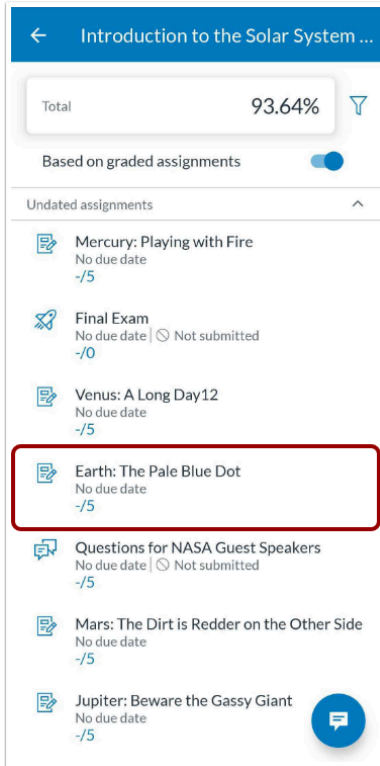 Introduction to the Solar System ...
Total 93.64%
Based on graded assignments
Undated assignments
Mercury: Playing with Fire
No due date
-/5
Final Exam
No due date | Not submitted
-/0
Venus: A Long Day12
No due date
-/5
Earth: The Pale Blue Dot
No due date
-/5
Questions for NASA Guest Speakers
No due date | Not submitted
-/5
Mars: The Dirt is Redder on the Other Side
No due date
-/5
Jupiter: Beware the Gassy Giant
No due date
-/5